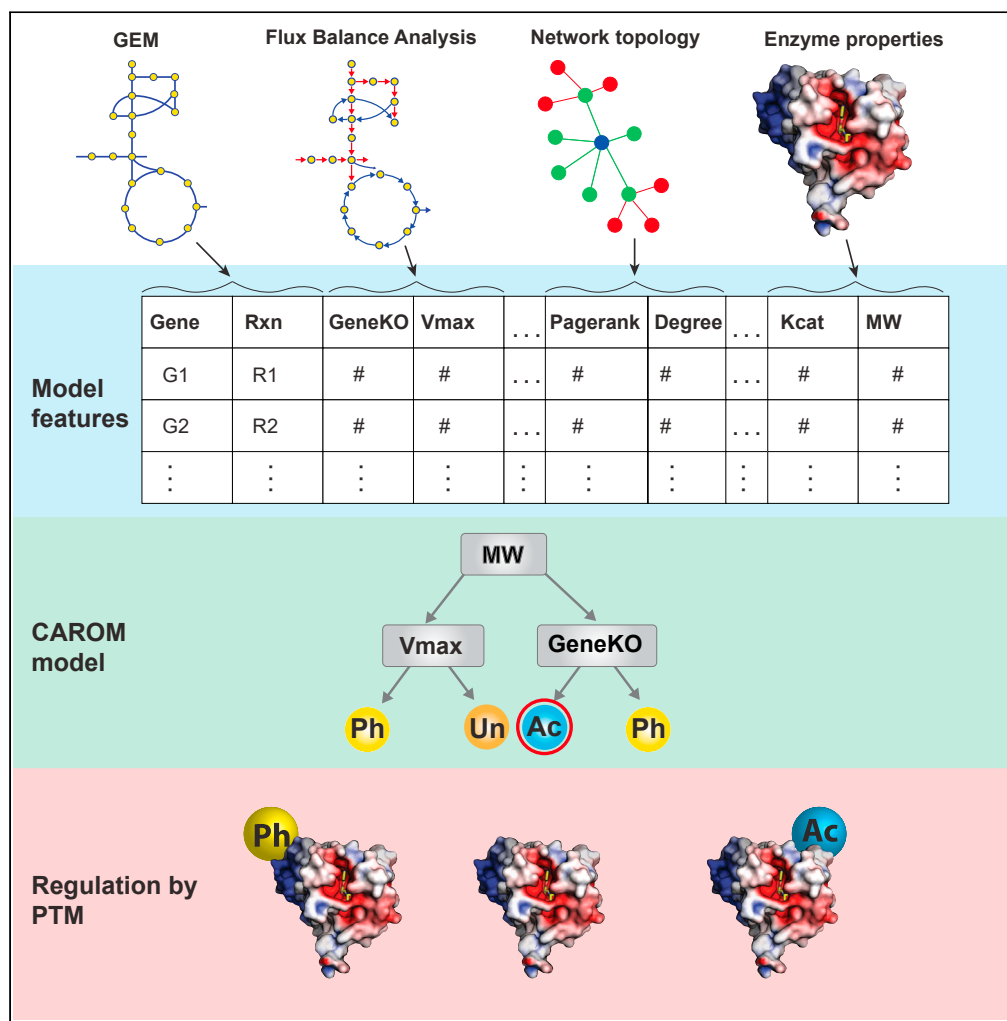 GEM
Flux Balance Analysis
Network topology
Enzyme properties
Model features
Gene Rxn GeneKO Vmax ... Pagerank Degree ... Kcat MW
G1 R1 # # ... # # ... # #
G2 R2 # # ... # # ... # #
⋮ ⋮ ⋮ ⋮ ⋮ ⋮ ⋮ ⋮
CAROM model
MW
Vmax GeneKO
Ph Un Ac Ph
Regulation by PTM
Ph Ac